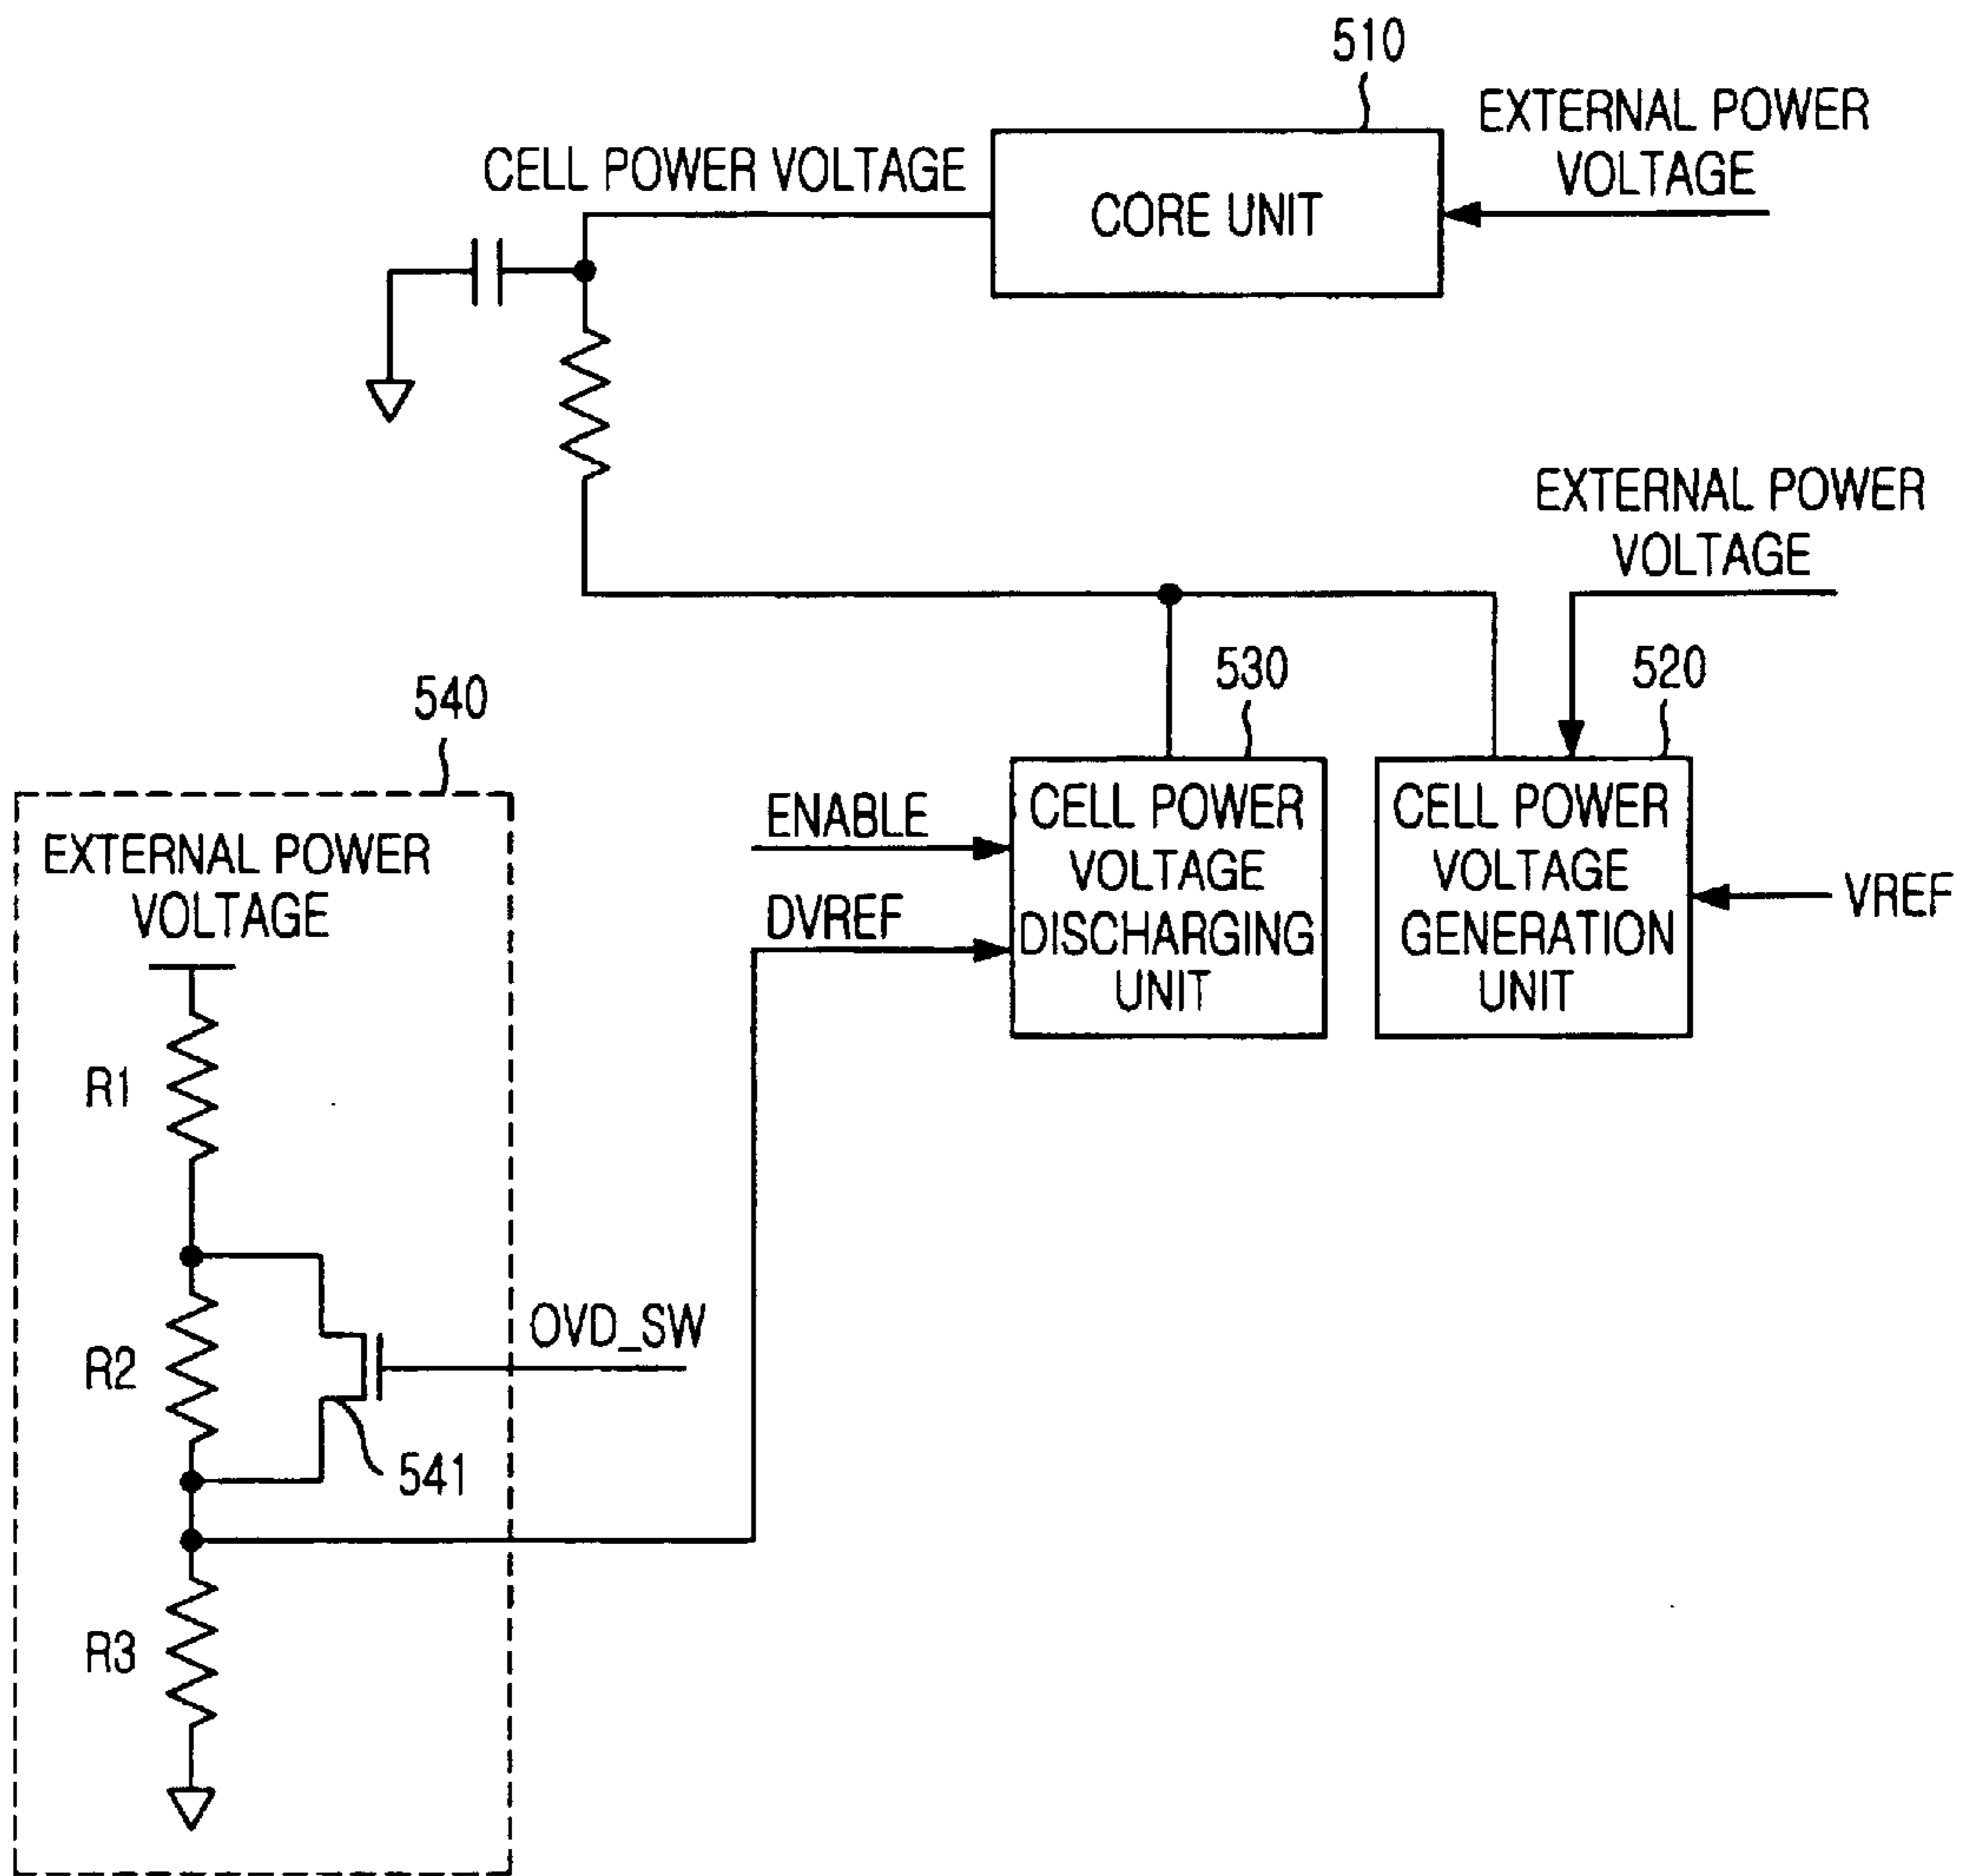 510
EXTERNAL POWER
VOLTAGE
CELL POWER VOLTAGE
CORE UNIT
EXTERNAL POWER
VOLTAGE
530
520
540
EXTERNAL POWER
VOLTAGE
ENABLE
DVREF
CELL POWER
VOLTAGE
DISCHARGING
UNIT
CELL POWER
VOLTAGE
GENERATION
UNIT
VREF
R1
R2
OVD_SW
541
R3